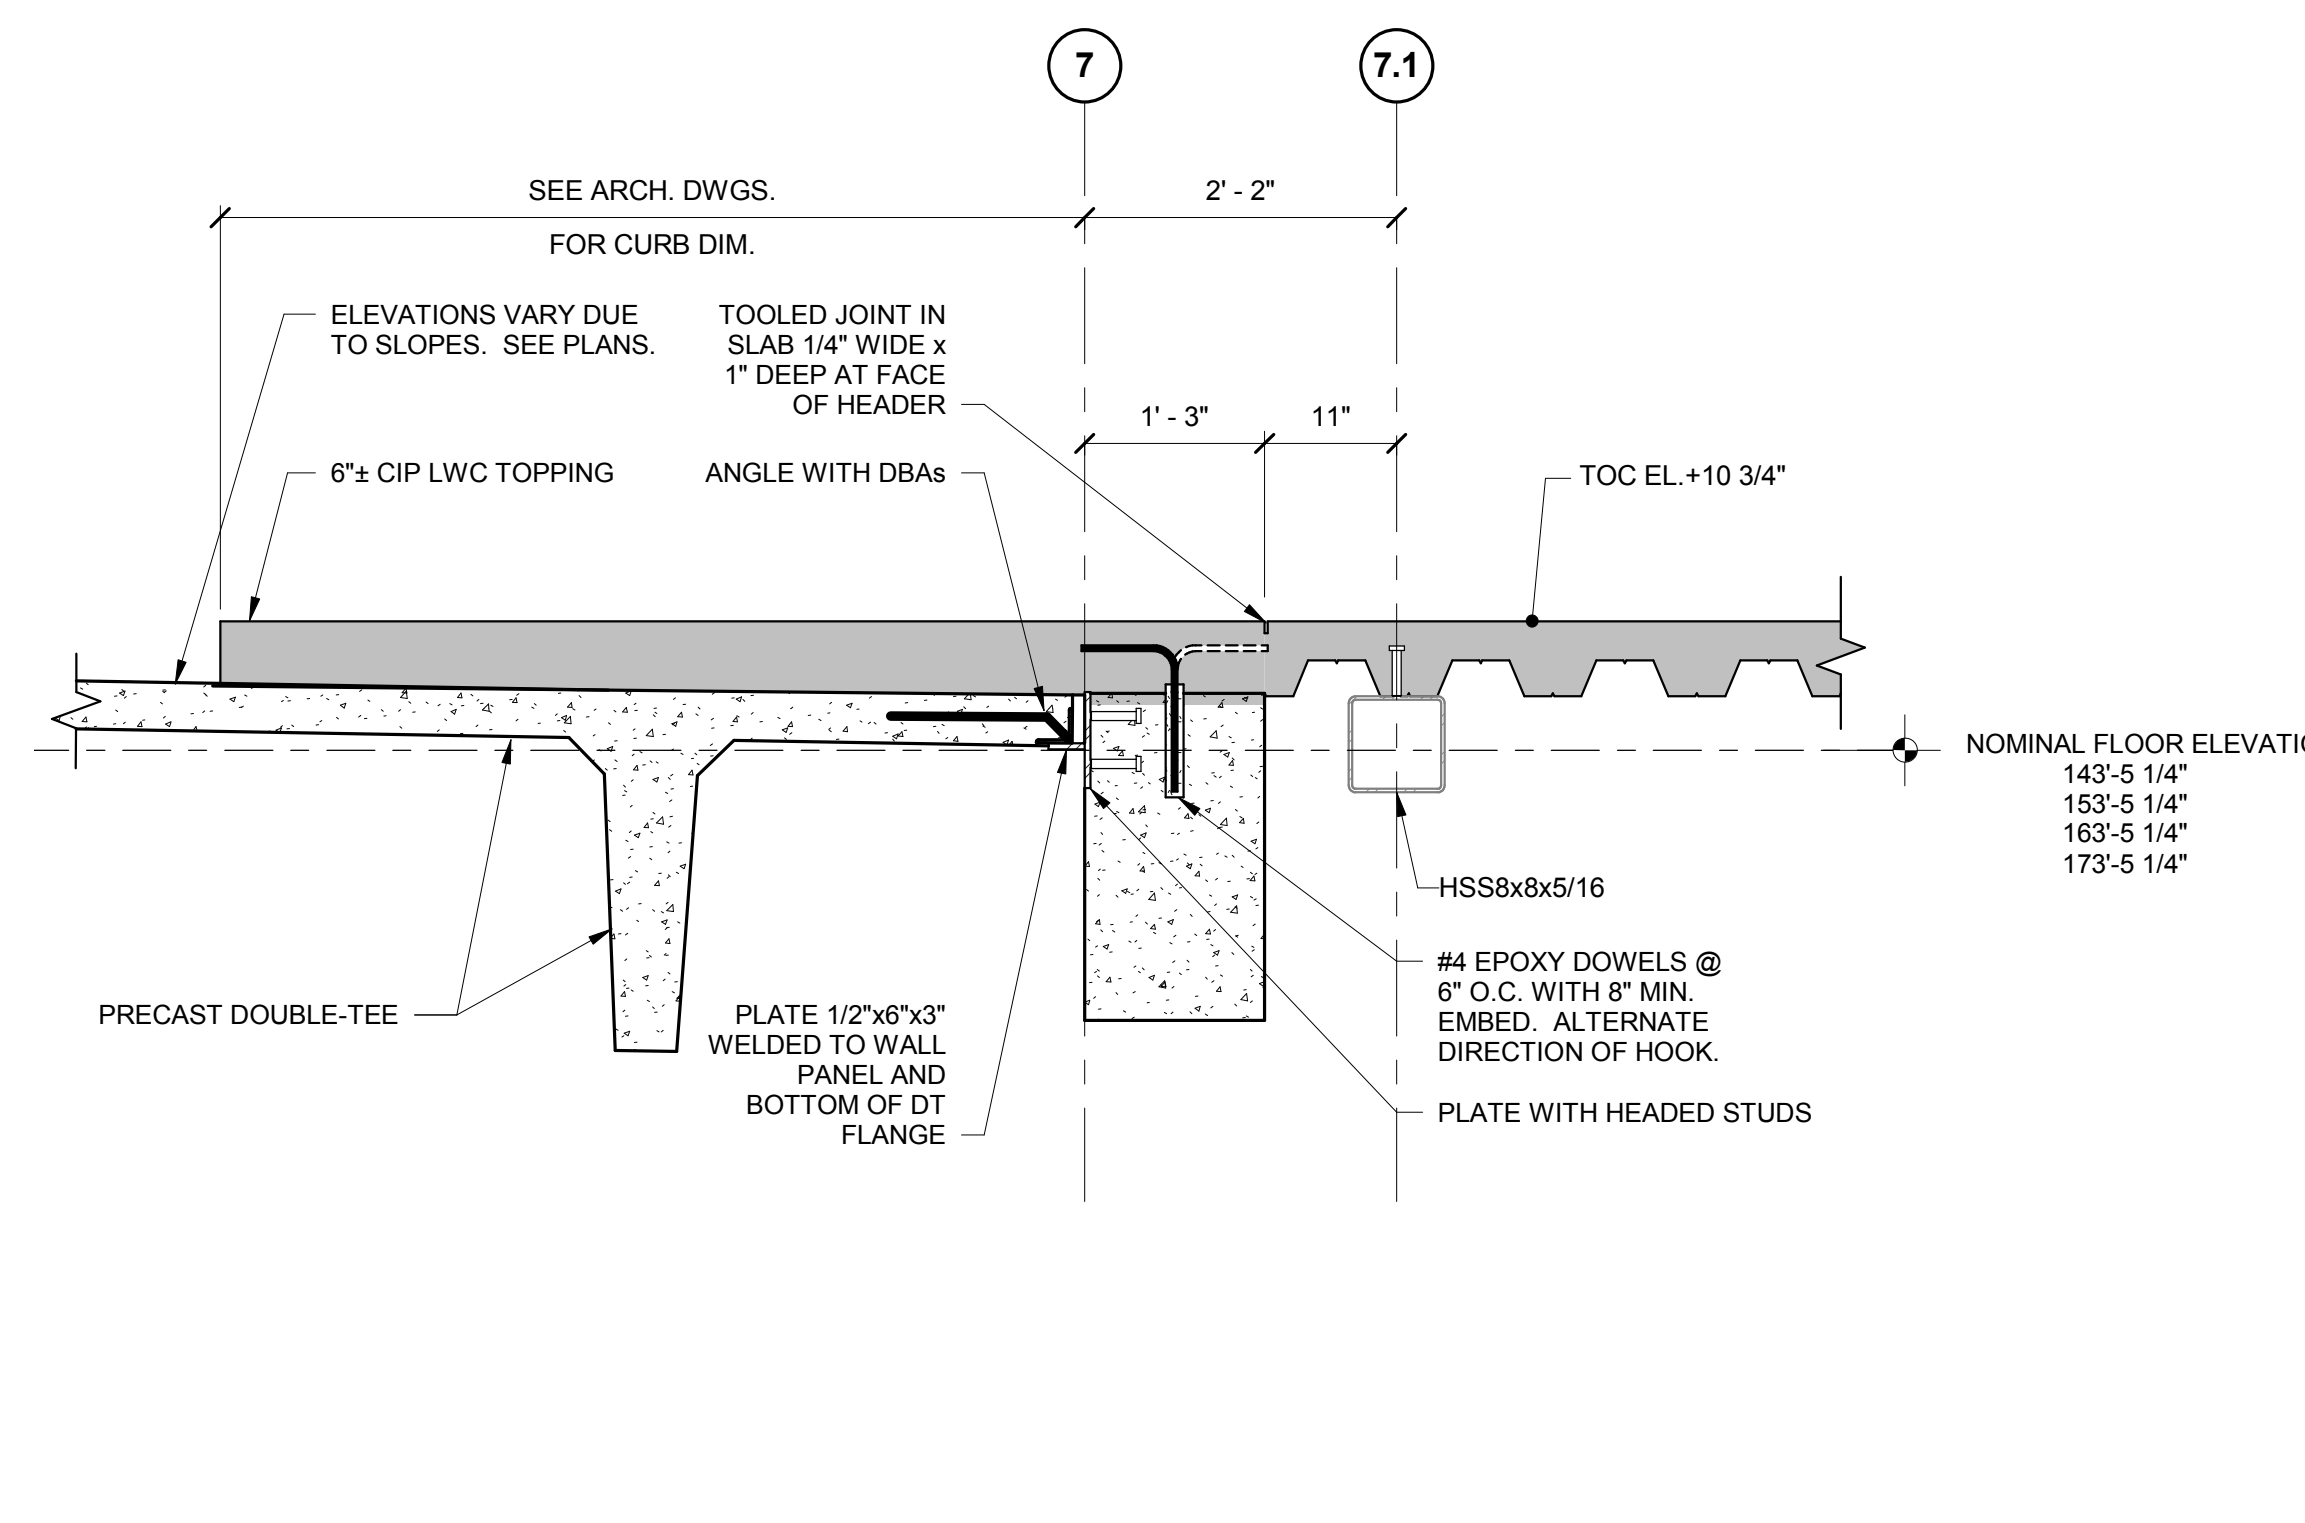 7
7.1
SEE ARCH. DWGS.
FOR CURB DIM.
2' - 2"
ELEVATIONS VARY DUE
TO SLOPES.  SEE PLANS.
TOOLED JOINT IN
SLAB 1/4" WIDE x
1" DEEP AT FACE
OF HEADER
1' - 3"
11"
6"± CIP LWC TOPPING
ANGLE WITH DBAs
TOC EL.+10 3/4"
NOMINAL FLOOR ELEVATIO
143'-5 1/4"
153'-5 1/4"
163'-5 1/4"
173'-5 1/4"
HSS8x8x5/16
#4 EPOXY DOWELS @
6" O.C. WITH 8" MIN.
EMBED.  ALTERNATE
DIRECTION OF HOOK.
PRECAST DOUBLE-TEE
PLATE 1/2"x6"x3"
WELDED TO WALL
PANEL AND
BOTTOM OF DT
FLANGE
PLATE WITH HEADED STUDS